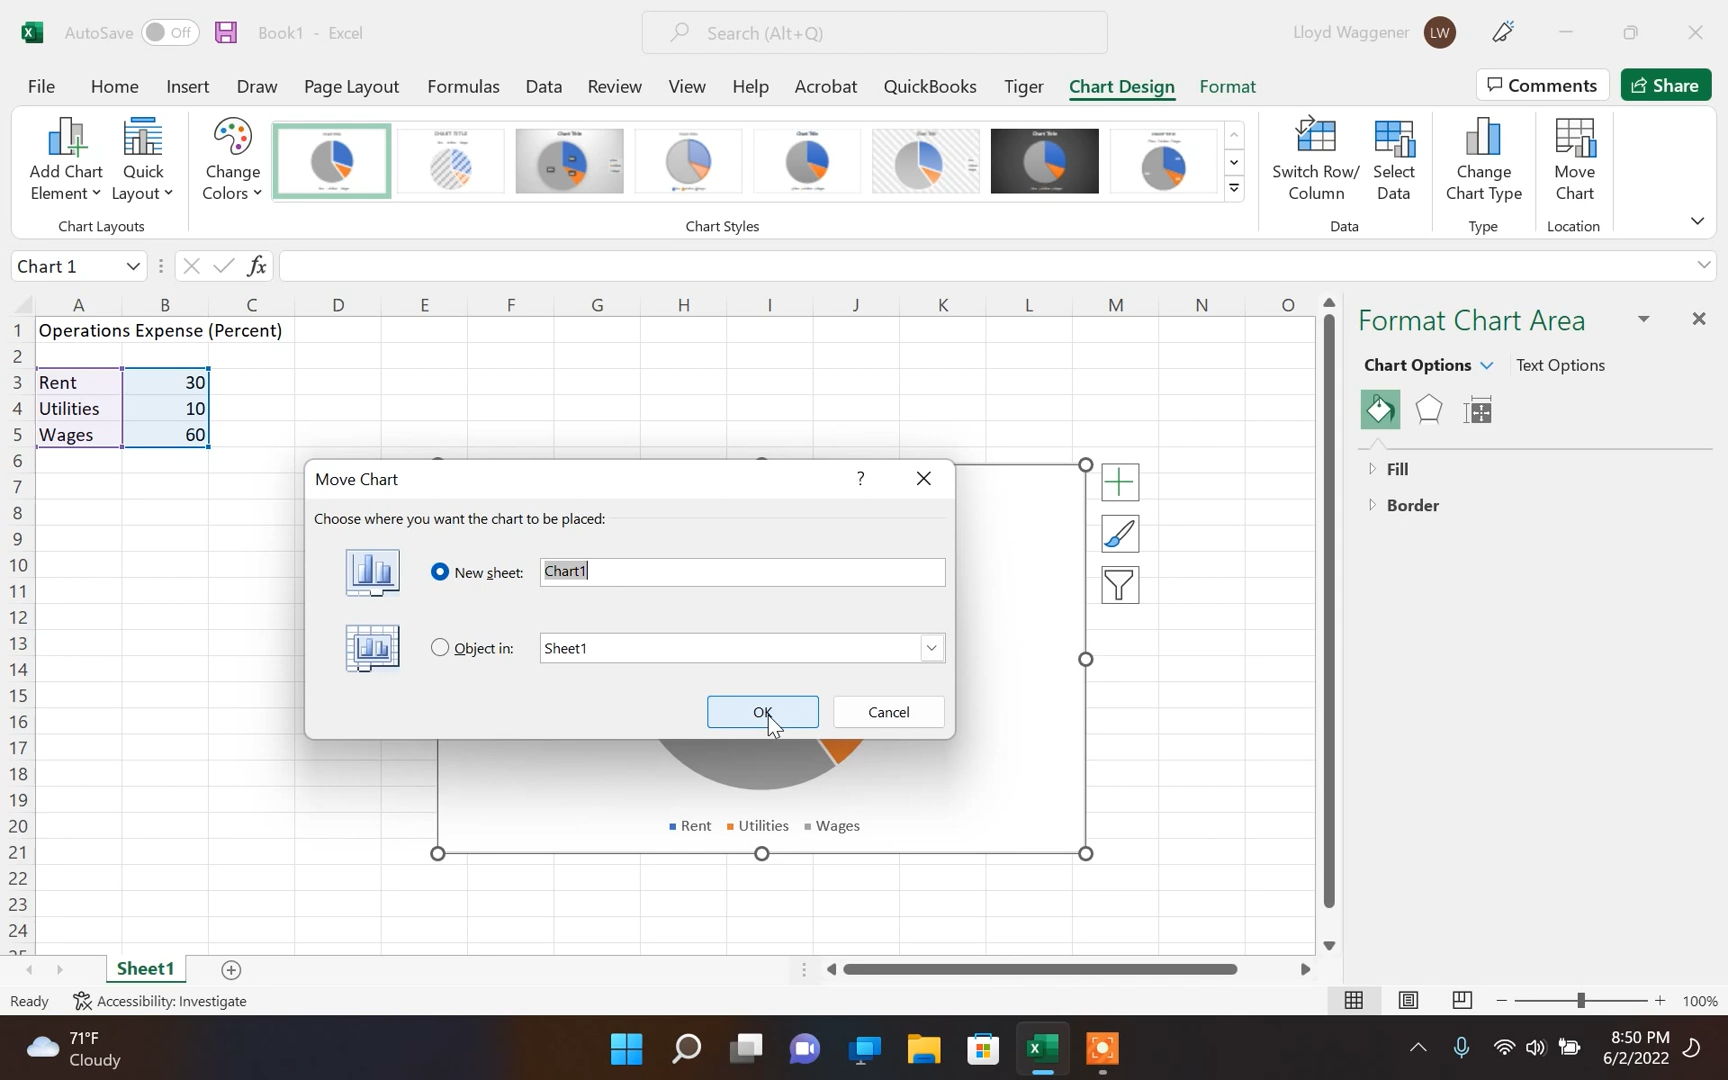 AutoSave Off Book1 - Excel Search (Alt+Q) Lloyd Waggener LW
File Home Insert Draw Page Layout Formulas Data Review View Help Acrobat QuickBooks Tiger Chart Design Format Comments Share
Add Chart Element
Quick Layout
Chart Layouts
Change Colors
Chart Styles
Switch Row/ Column
Select Data
Data
Change Chart Type
Type
Move Chart
Location
Chart 1 fx
A B C D E F G H I J K L M N O
1 Operations Expense (Percent)
2
3 Rent 30
4 Utilities 10
5 Wages 60
6
7
8
9
10
11
12
13
14
15
16
17
18
19
20
21
22
23
24
25
Move Chart ?
Choose where you want the chart to be placed:
New sheet: Chart1
Object in: Sheet1
OK Cancel
Rent Utilities Wages
Format Chart Area
Chart Options Text Options
Fill
Border
Sheet1
Ready Accessibility: Investigate 100%
71°F
Cloudy
8:50 PM
6/2/2022